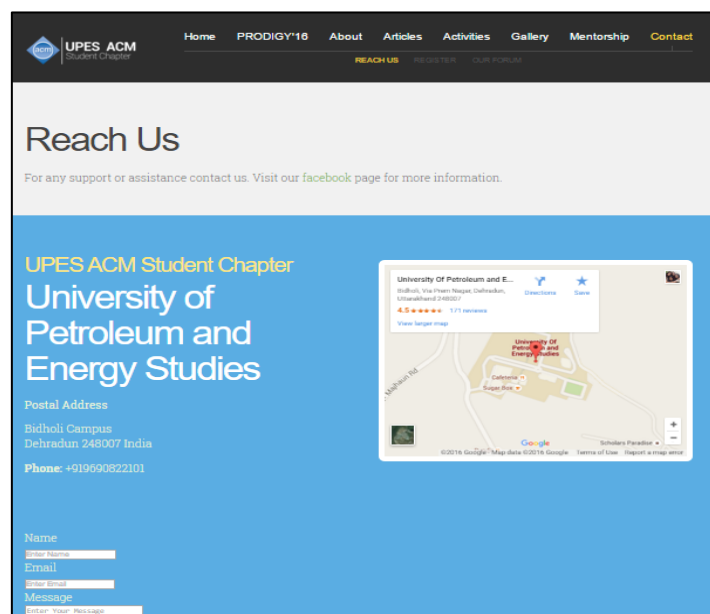 acm
UPES ACM
Student Chapter
Home PRODIGY'16 About Articles Activities Gallery Mentorship Contact
REACH US REGISTER OUR FORUM
Reach Us
For any support or assistance contact us. Visit our facebook page for more information.
UPES ACM Student Chapter
University of
Petroleum and
Energy Studies
Postal Address
Bidholi Campus
Dehradun 248007 India
Phone: +919690822101
University Of Petroleum and E...
Bidholi, Via Prem Nagar, Dehradun,
Uttarakhand 248007
4.5 ★★★★★ 171 reviews
View larger map
Directions
Save
University Of
Petroleum and
Energy Studies
Cafeteria
Sugar Box
Scholars Paradise
Google
©2016 Google - Map data ©2016 Google Terms of Use Report a map error
Name
Enter Name
Email
Enter Email
Message
Enter Your Message